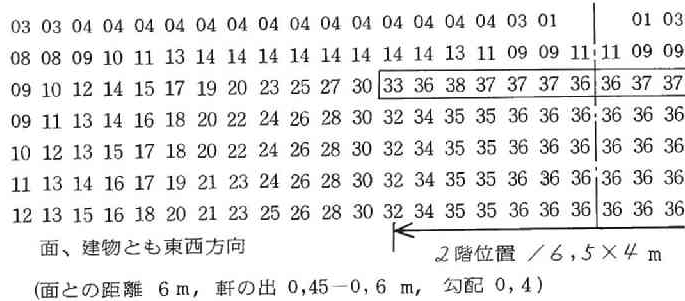 03 03 04 04 04 04 04 04 04 04 04 04 04 04 04 04 03 01 01 03
08 08 09 10 11 13 14 14 14 14 14 14 14 14 13 11 09 09 11 11 09 09
09 10 12 14 15 17 19 20 23 25 27 30 33 36 38 37 37 37 36 36 37 37
09 11 13 14 16 18 20 22 24 26 28 30 32 34 35 35 36 36 36 36 36 36
10 12 13 15 17 18 20 22 24 26 28 30 32 34 35 35 36 36 36 36 36 36
11 13 14 16 17 19 21 23 24 26 28 30 32 34 35 35 36 36 36 36 36 36
12 13 15 16 18 20 21 23 25 26 28 30 32 34 35 35 36 36 36 36 36 36
面、建物とも東西方向
2階位置 /6,5×4 m
(面との距離 6m, 軒の出 0,45-0,6 m, 勾配 0,4)